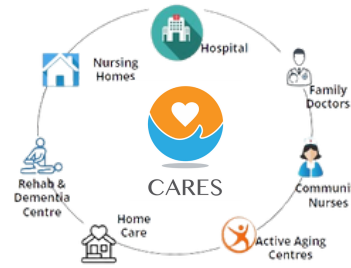 Hospital
Nursing
Homes
Family
Doctors
CARES
Rehab &
Dementia
Centre
Communi
Nurses
Home
Care
Active Aging
Centres